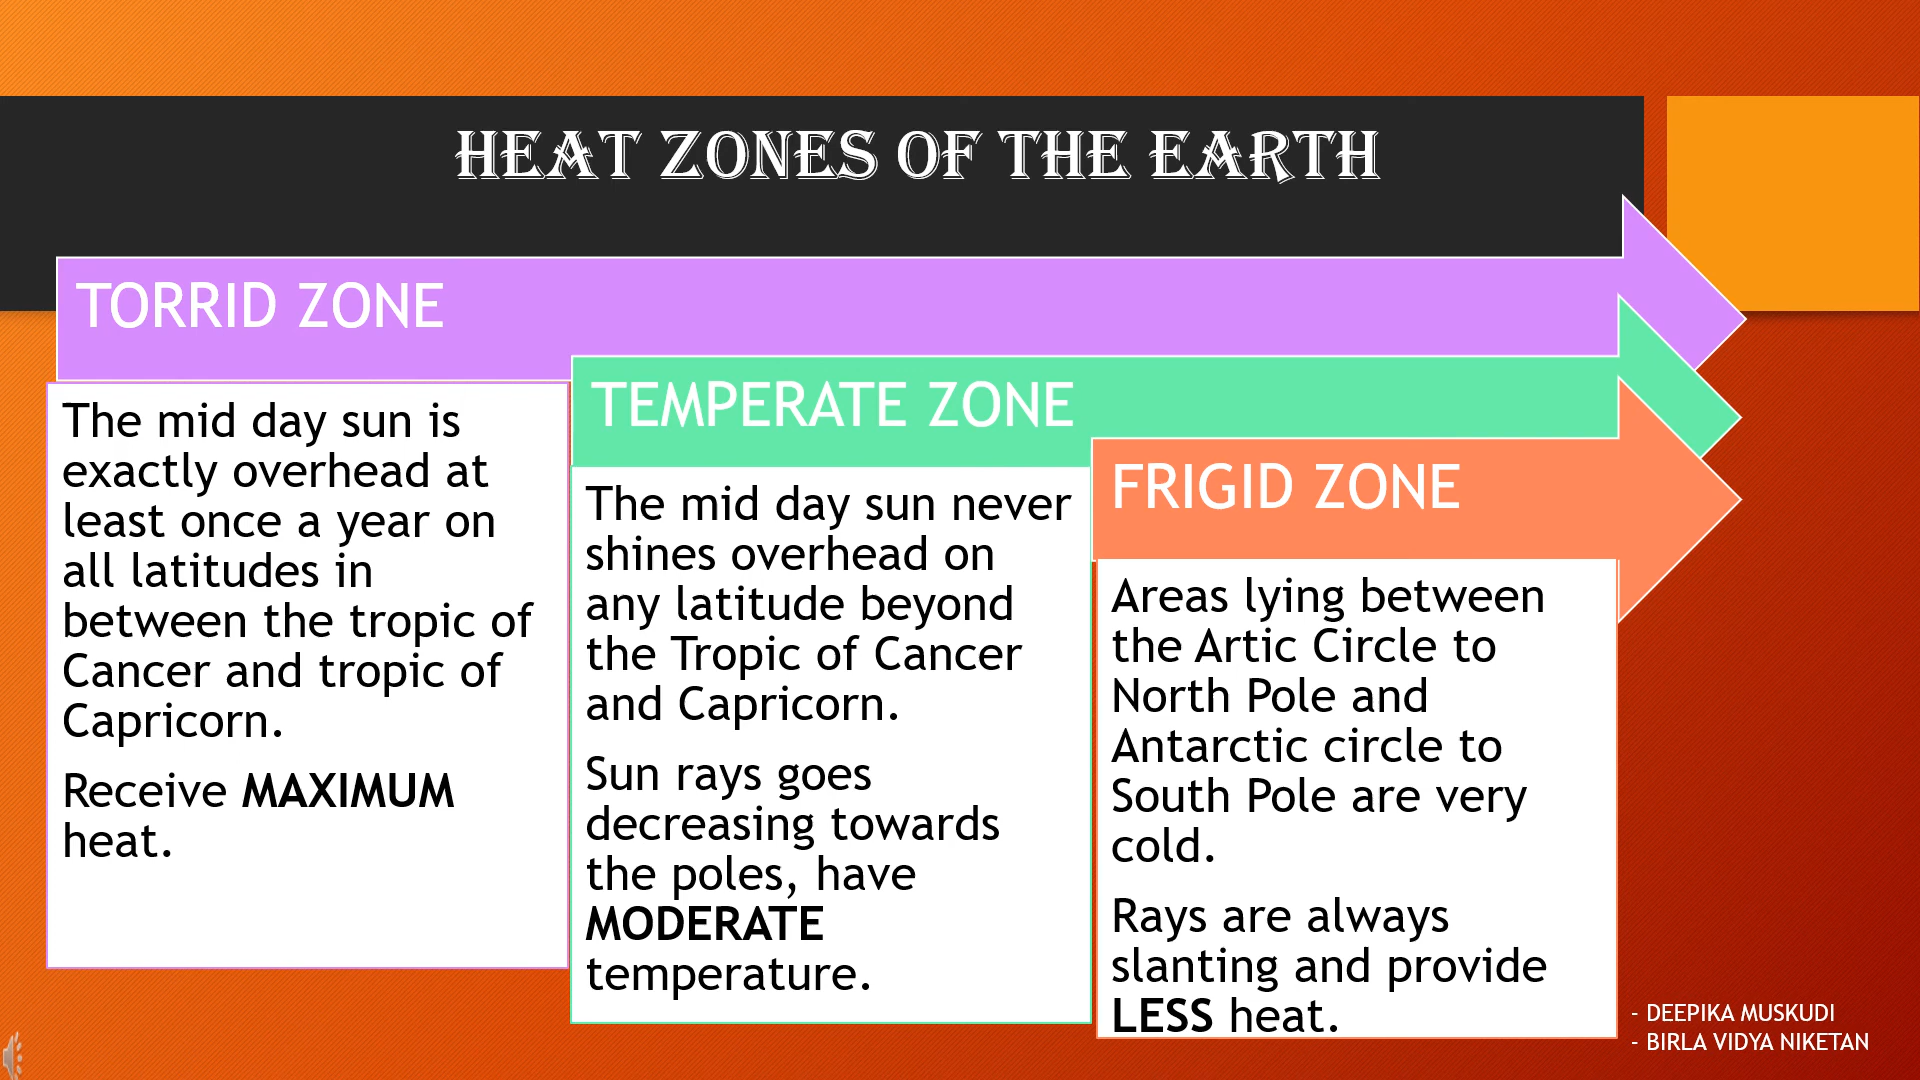 HEAT ZONES OF THE EARTH
TORRID ZONE
The mid day sun is
exactly overhead at
least once a year on
all latitudes in
between the tropic of
Cancer and tropic of
Capricorn.
Receive MAXIMUM
heat.
TEMPERATE ZONE
The mid day sun never
shines overhead on
any latitude beyond
the Tropic of Cancer
and Capricorn.
Sun rays goes
decreasing towards
the poles, have
MODERATE
temperature.
FRIGID ZONE
Areas lying between
the Artic Circle to
North Pole and
Antarctic circle to
South Pole are very
cold.
Rays are always
slanting and provide
LESS heat.
- DEEPIKA MUSKUDI
- BIRLA VIDYA NIKETAN